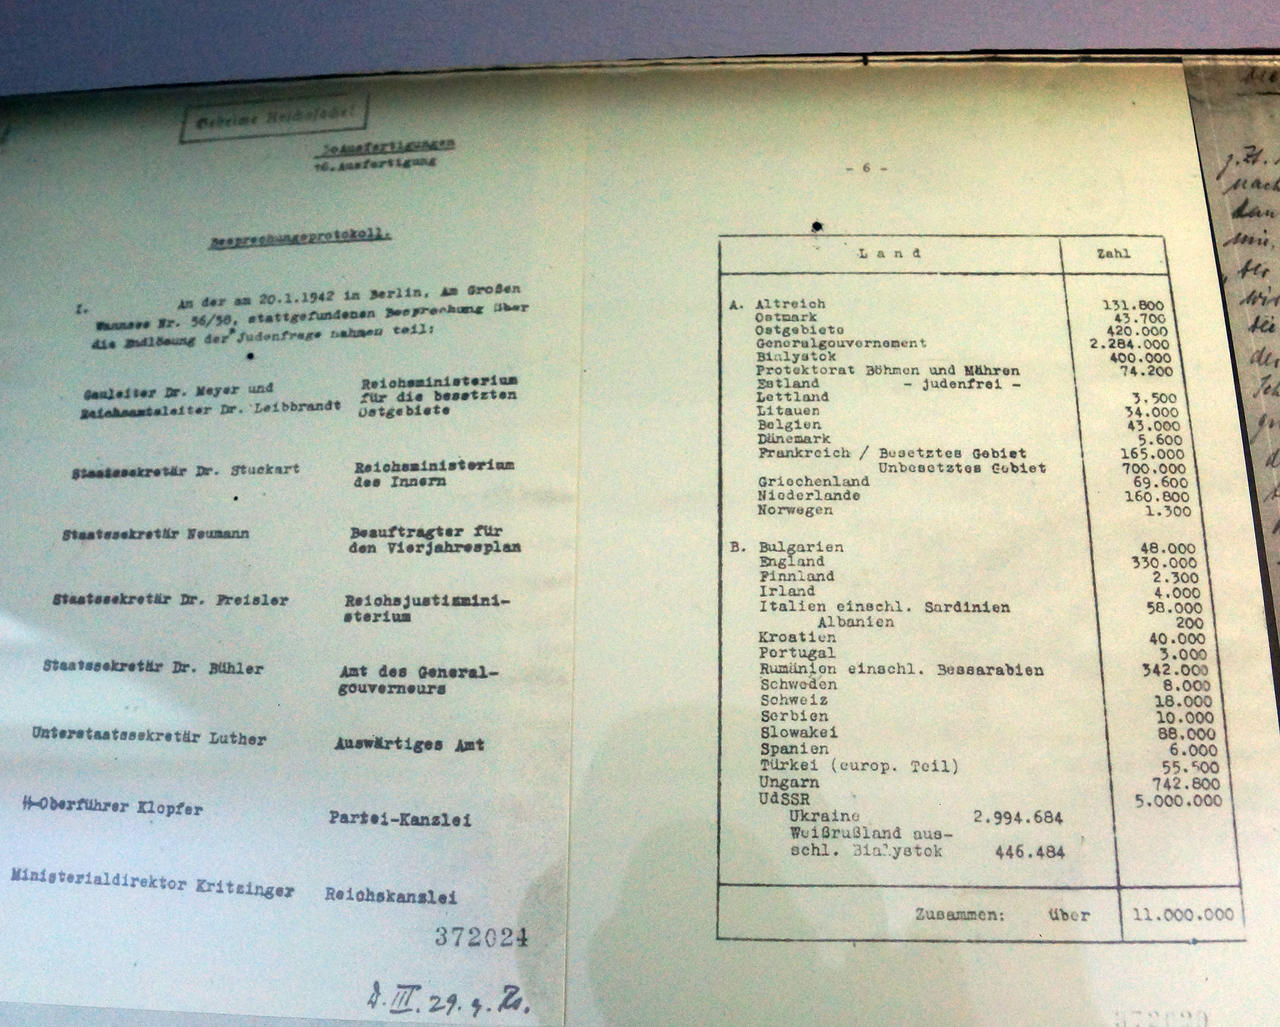 Geheime Reichssache!
30 Ausfertigungen
16. Ausfertigung
Besprechungsprotokoll.
I. An der am 20.1.1942 in Berlin, Am Großen
Wannsee Nr. 56/58, stattgefundenen Besprechung über
die Endlösung der Judenfrage nahmen teil:
Gauleiter Dr. Meyer und Reichsministerium
Reichsamtsleiter Dr. Leibbrandt für die besetzten
Ostgebiete
Staatssekretär Dr. Stuckart Reichsministerium
des Innern
Staatssekretär Neumann Beauftragter für
den Vierjahresplan
Staatssekretär Dr. Freisler Reichsjustizmini-
sterium
Staatssekretär Dr. Bühler Amt des General-
gouverneurs
Unterstaatssekretär Luther Auswärtiges Amt
SS-Oberführer Klopfer Partei-Kanzlei
Ministerialdirektor Kritzinger Reichskanzlei
372024
D. III. 29. g. Rs.
- 6 -
Land Zahl
A. Altreich 131.800
Ostmark 43.700
Ostgebiete 420.000
Generalgouvernement 2.284.000
Bialystok 400.000
Protektorat Böhmen und Mähren 74.200
Estland - judenfrei -
Lettland 3.500
Litauen 34.000
Belgien 43.000
Dänemark 5.600
Frankreich / Besetztes Gebiet 165.000
Unbesetztes Gebiet 700.000
Griechenland 69.600
Niederlande 160.800
Norwegen 1.300
B. Bulgarien 48.000
England 330.000
Finnland 2.300
Irland 4.000
Italien einschl. Sardinien 58.000
Albanien 200
Kroatien 40.000
Portugal 3.000
Rumänien einschl. Bessarabien 342.000
Schweden 8.000
Schweiz 18.000
Serbien 10.000
Slowakei 88.000
Spanien 6.000
Türkei (europ. Teil) 55.500
Ungarn 742.800
UdSSR 5.000.000
Ukraine 2.994.684
Weißrußland aus-
schl. Bialystok 446.484
Zusammen: über 11.000.000